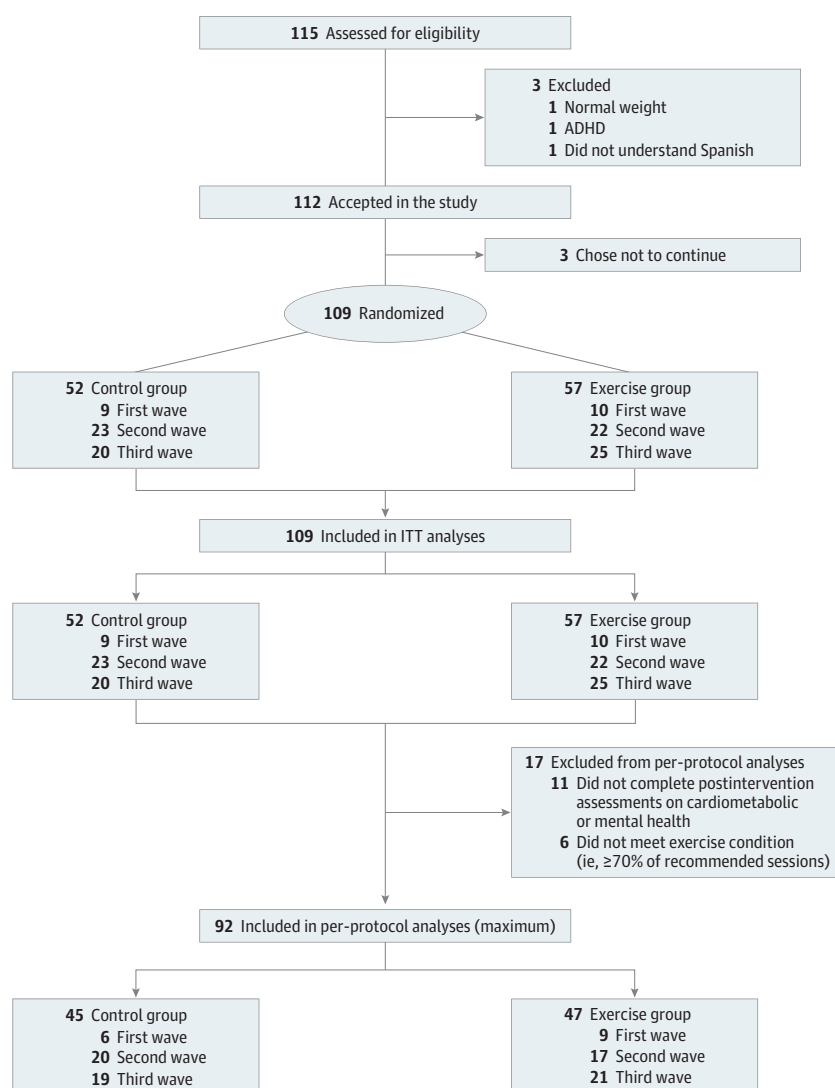 115 Assessed for eligibility
3 Excluded
1 Normal weight
1 ADHD
1 Did not understand Spanish
112 Accepted in the study
3 Chose not to continue
109 Randomized
52 Control group
9 First wave
23 Second wave
20 Third wave
57 Exercise group
10 First wave
22 Second wave
25 Third wave
109 Included in ITT analyses
52 Control group
9 First wave
23 Second wave
20 Third wave
57 Exercise group
10 First wave
22 Second wave
25 Third wave
17 Excluded from per-protocol analyses
11 Did not complete postintervention
assessments on cardiometabolic
or mental health
6 Did not meet exercise condition
(ie, ≥70% of recommended sessions)
92 Included in per-protocol analyses (maximum)
45 Control group
6 First wave
20 Second wave
19 Third wave
47 Exercise group
9 First wave
17 Second wave
21 Third wave